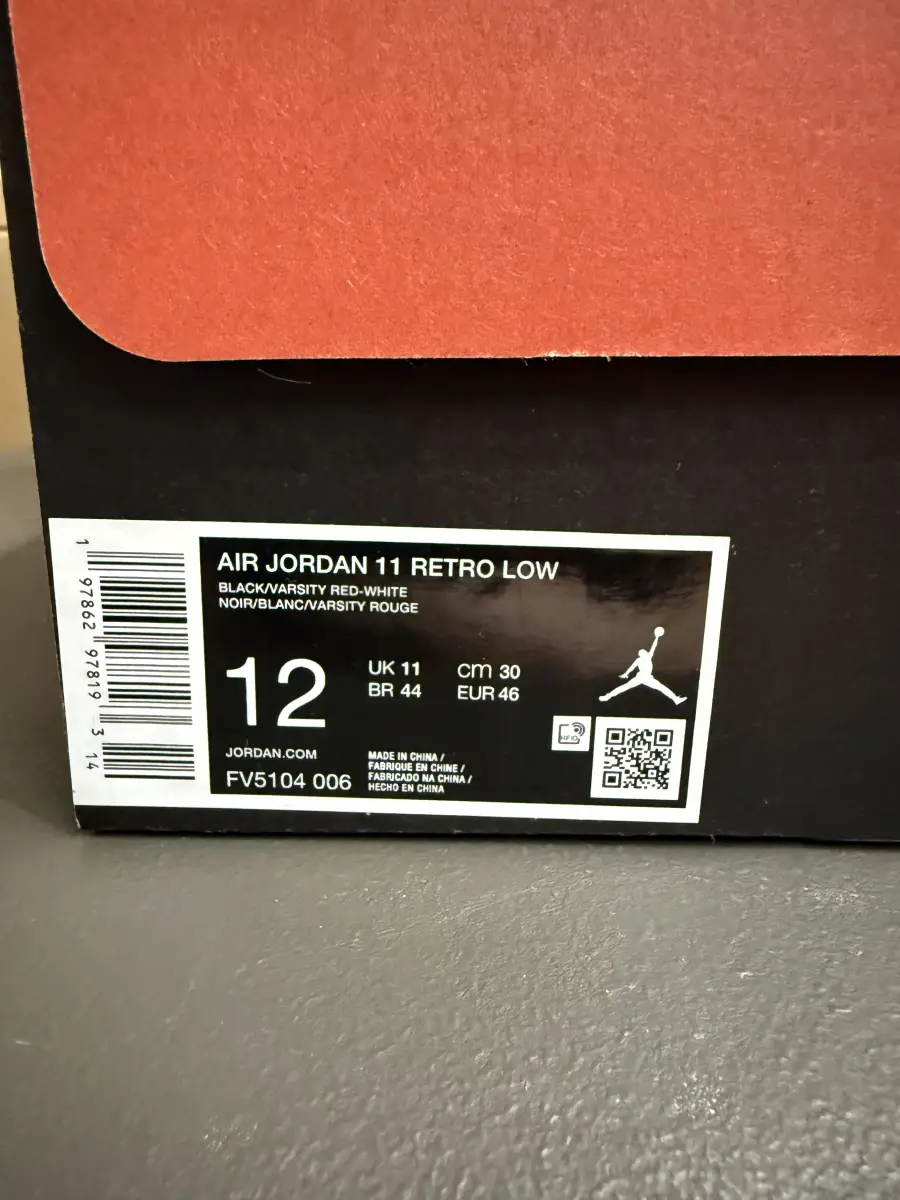 AIR JORDAN 11 RETRO LOW
BLACK/VARSITY RED-WHITE
NOIR/BLANC/VARSITY ROUGE
12
UK 11 cm 30
BR 44 EUR 46
JORDAN.COM
FV5104 006
MADE IN CHINA /
FABRIQUE EN CHINE /
FABRICADO NA CHINA /
HECHO EN CHINA
RFID
1 97862 97819 3 14